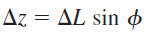 Δz = ΔL sin ϕ